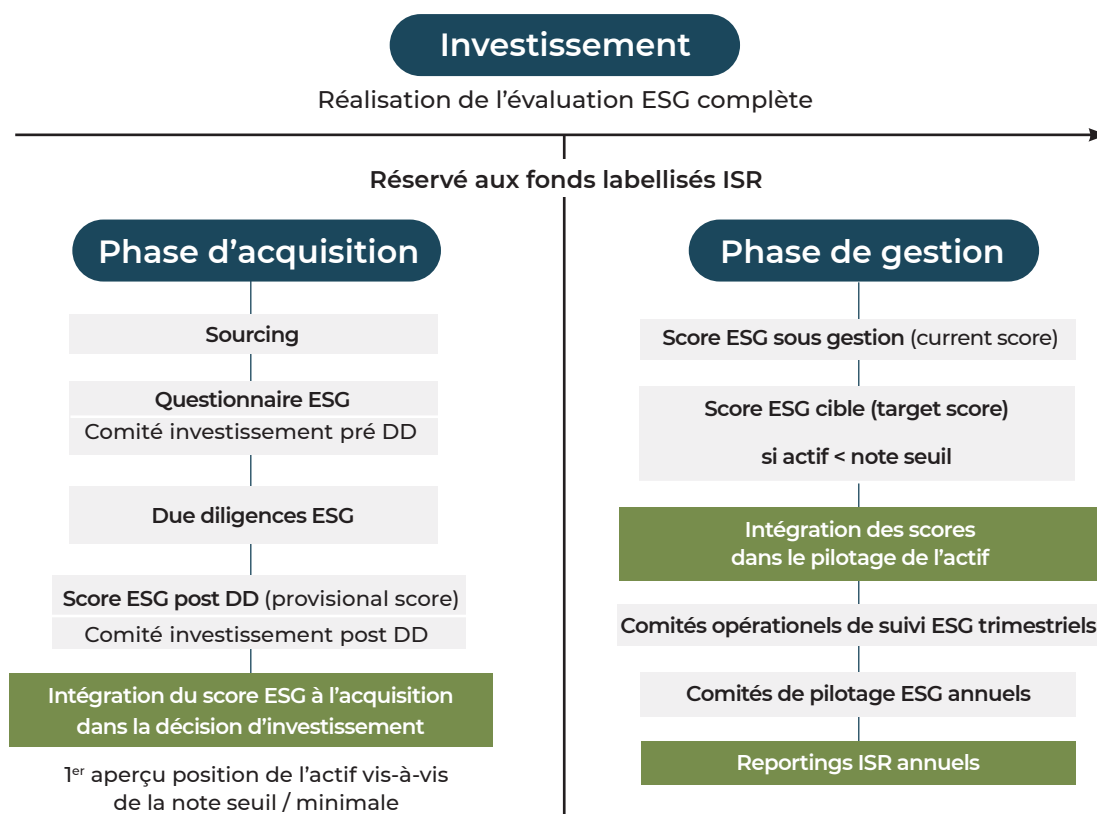 Investissement
Réalisation de l’évaluation ESG complète
Réservé aux fonds labellisés ISR
Phase d’acquisition
Sourcing
Questionnaire ESG
Comité investissement pré DD
Due diligences ESG
Score ESG post DD (provisional score)
Comité investissement post DD
Intégration du score ESG à l’acquisition
dans la décision d’investissement
1er aperçu position de l’actif vis-à-vis
de la note seuil / minimale
Phase de gestion
Score ESG sous gestion (current score)
Score ESG cible (target score)
si actif < note seuil
Intégration des scores
dans le pilotage de l’actif
Comités opérationels de suivi ESG trimestriels
Comités de pilotage ESG annuels
Reportings ISR annuels